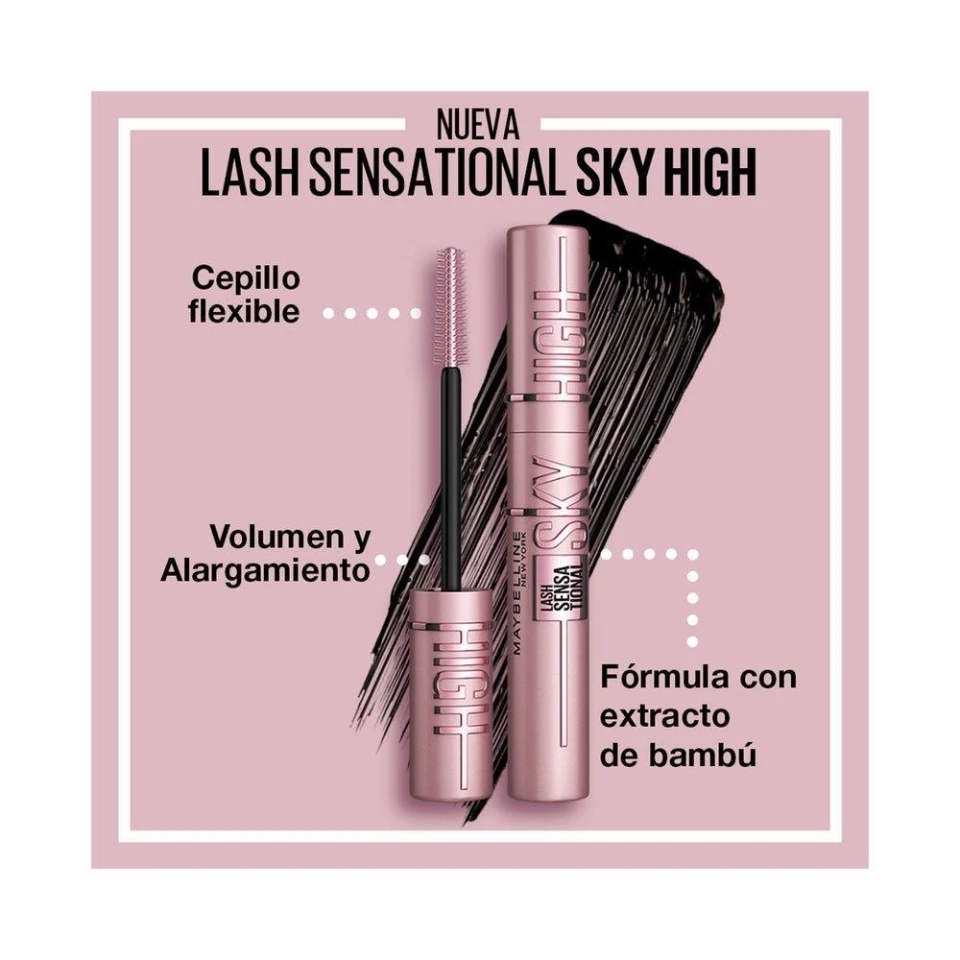 NUEVA
LASH SENSATIONAL SKY HIGH
Cepillo
flexible
Volumen y
Alargamiento
Fórmula con
extracto
de bambú
SKY HIGH
MAYBELLINE
NEW YORK
LASH
SENSA
TIONAL
HIGH